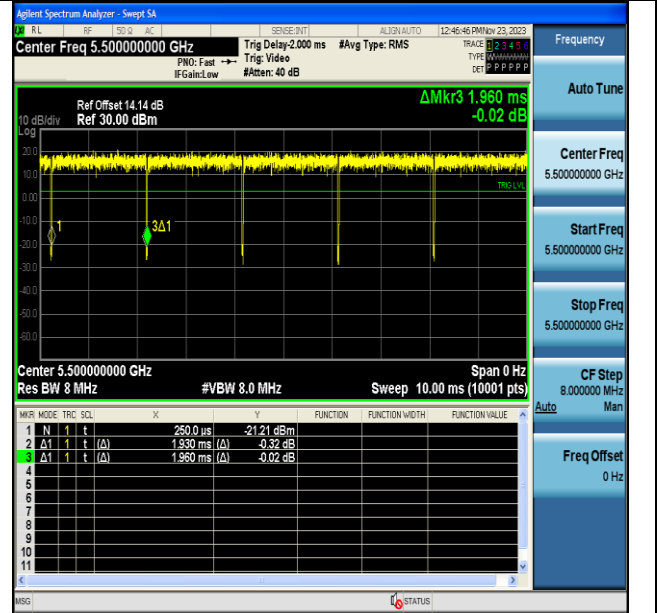 Agilent Spectrum Analyzer - Swept SA
RL RF 50 Ω AC SENSE:INT ALIGN AUTO 12:46:46 PM Nov 23, 2023
Center Freq 5.500000000 GHz
Trig Delay-2.000 ms #Avg Type: RMS
TRACE 1 2 3 4 5 6
PNO: Fast Trig: Video
TYPE
IFGain:Low #Atten: 40 dB
DET P P P P P P
Frequency
Auto Tune
Ref Offset 14.14 dB
10 dB/div Ref 30.00 dBm
Log
ΔMkr3 1.960 ms
-0.02 dB
20.0
10.0
0.00
-10.0
-20.0
-30.0
-40.0
-50.0
-60.0
TRIG LVL
1
3Δ1
Center Freq
5.500000000 GHz
Start Freq
5.500000000 GHz
Stop Freq
5.500000000 GHz
Center 5.500000000 GHz Span 0 Hz
Res BW 8 MHz #VBW 8.0 MHz Sweep 10.00 ms (10001 pts)
CF Step
8.000000 MHz
Auto Man
MKR MODE TRC SCL X Y FUNCTION FUNCTION WIDTH FUNCTION VALUE
1 N 1 t 250.0 µs -21.21 dBm
2 Δ1 1 t (Δ) 1.930 ms (Δ) -0.32 dB
3 Δ1 1 t (Δ) 1.960 ms (Δ) -0.02 dB
4
5
6
7
8
9
10
11
Freq Offset
0 Hz
MSG STATUS